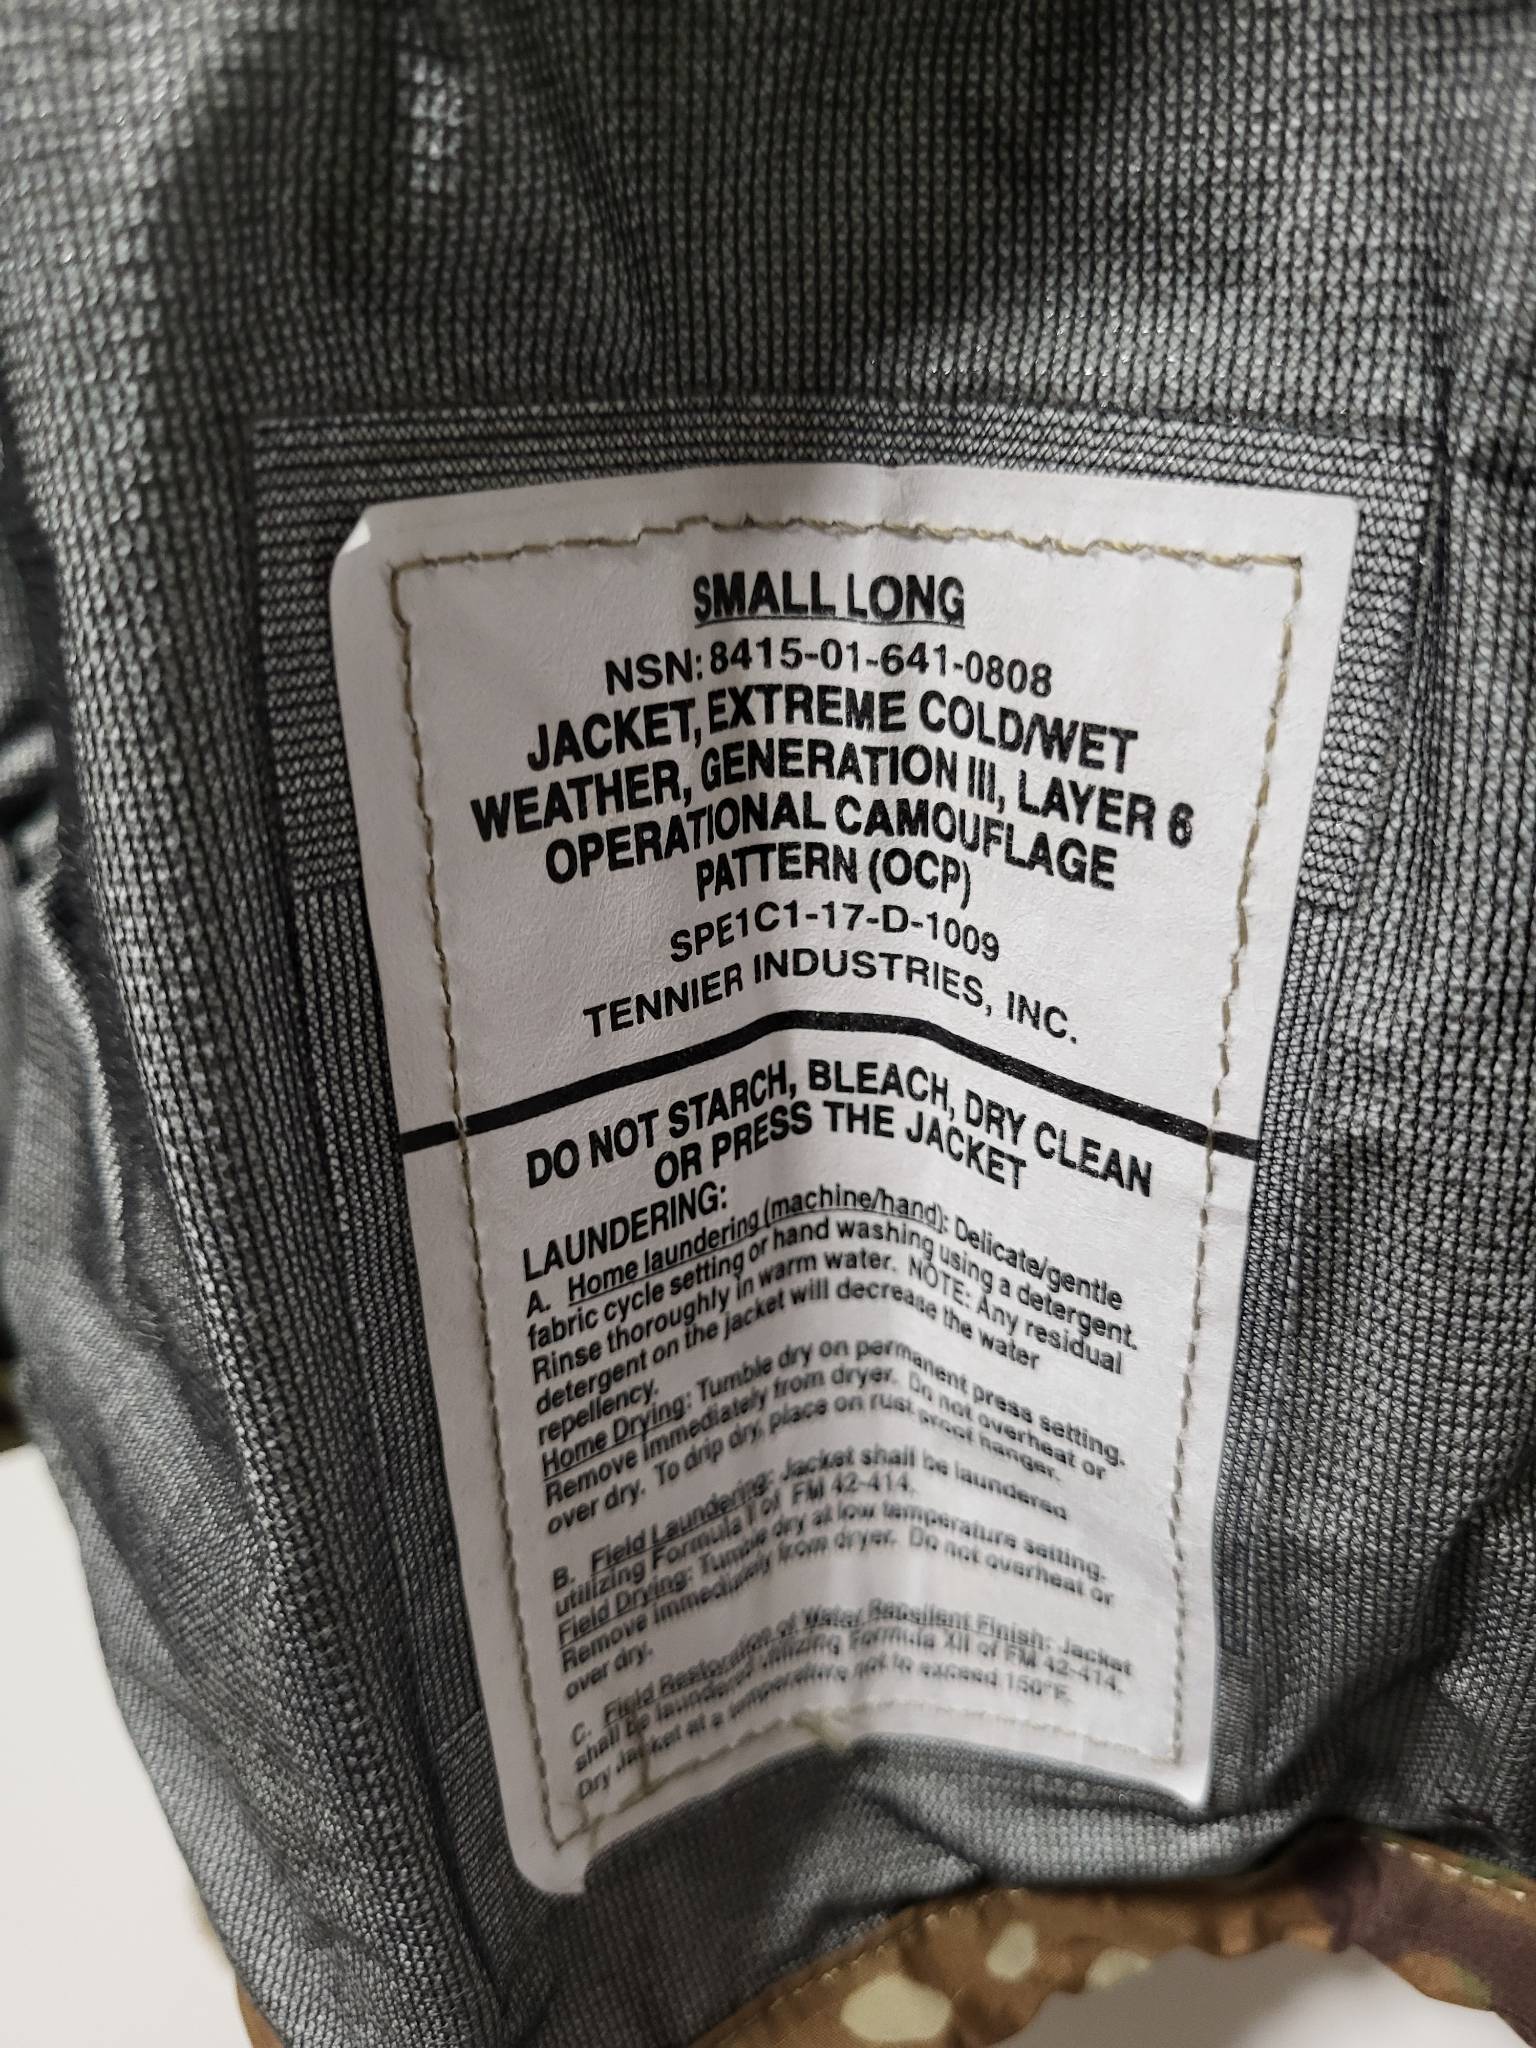 SMALL LONG
NSN: 8415-01-641-0808
JACKET, EXTREME COLD/WET
WEATHER, GENERATION III, LAYER 6
OPERATIONAL CAMOUFLAGE
PATTERN (OCP)
SPE1C1-17-D-1009
TENNIER INDUSTRIES, INC.
DO NOT STARCH, BLEACH, DRY CLEAN
OR PRESS THE JACKET
LAUNDERING:
A. Home laundering (machine/hand): Delicate/gentle
fabric cycle setting or hand washing using a detergent.
Rinse thoroughly in warm water. NOTE: Any residual
detergent on the jacket will decrease the water
repellency.
Home Drying: Tumble dry on permanent press setting.
Remove immediately from dryer. Do not overheat or
over dry. To drip dry, place on rust proof hanger.
B. Field Laundering: Jacket shall be laundered
utilizing Formula I of FM 42-414.
Field Drying: Tumble dry at low temperature setting.
Remove immediately from dryer. Do not overheat or
over dry.
C. Field Restoration of Water Repellent Finish: Jacket
shall be laundered utilizing Formula XII of FM 42-414.
Dry Jacket at a temperature not to exceed 150°F.